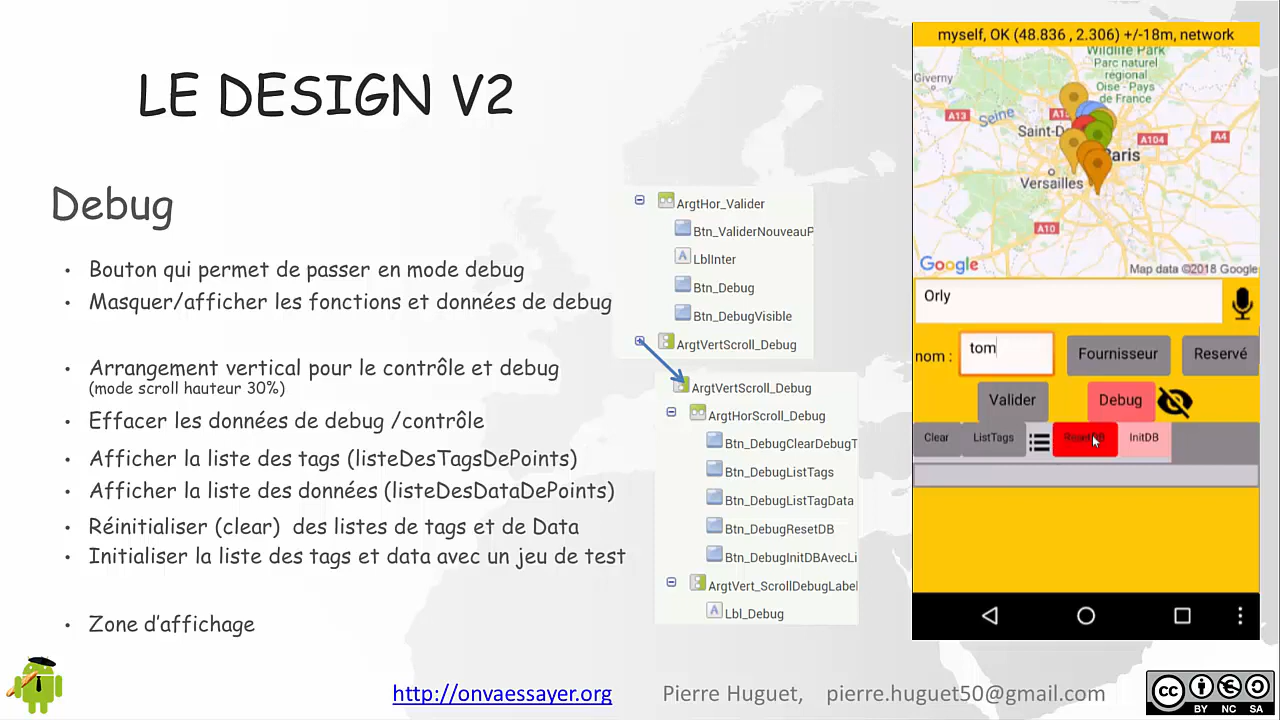 LE DESIGN V2
Debug
• Bouton qui permet de passer en mode debug
• Masquer/afficher les fonctions et données de debug
• Arrangement vertical pour le contrôle et debug
(mode scroll hauteur 30%)
• Effacer les données de debug /contrôle
• Afficher la liste des tags (listeDesTagsDePoints)
• Afficher la liste des données (listeDesDataDePoints)
• Réinitialiser (clear) des listes de tags et de Data
• Initialiser la liste des tags et data avec un jeu de test
• Zone d'affichage
ArgtHor_Valider
Btn_ValiderNouveauP
LblInter
Btn_Debug
Btn_DebugVisible
ArgtVertScroll_Debug
ArgtVertScroll_Debug
ArgtHorScroll_Debug
Btn_DebugClearDebugT
Btn_DebugListTags
Btn_DebugListTagData
Btn_DebugResetDB
Btn_DebugInitDBAvecLi
ArgtVert_ScrollDebugLabel
Lbl_Debug
myself, OK (48.836 , 2.306) +/-18m, network
Wildlife Park
Parc naturel
régional
Oise - Pays
de France
Giverny
A13
Seine
Saint-D
A104
A4
Paris
Versailles
A10
Google
Map data ©2018 Google
Orly
nom :
tom
Fournisseur
Reservé
Valider
Debug
Clear
ListTags
ResetDB
InitDB
http://onvaessayer.org
Pierre Huguet, pierre.huguet50@gmail.com
cc
BY NC SA